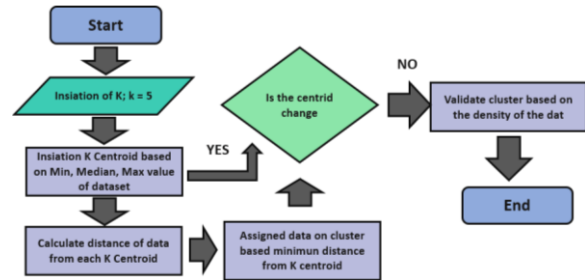 Start
Insiation of K; k = 5
Insiation K Centroid based
on Min, Median, Max value
of dataset
Calculate distance of data
from each K Centroid
YES
Assigned data on cluster
based minimun distance
from K centroid
Is the centrid
change
NO
Validate cluster based on
the density of the dat
End